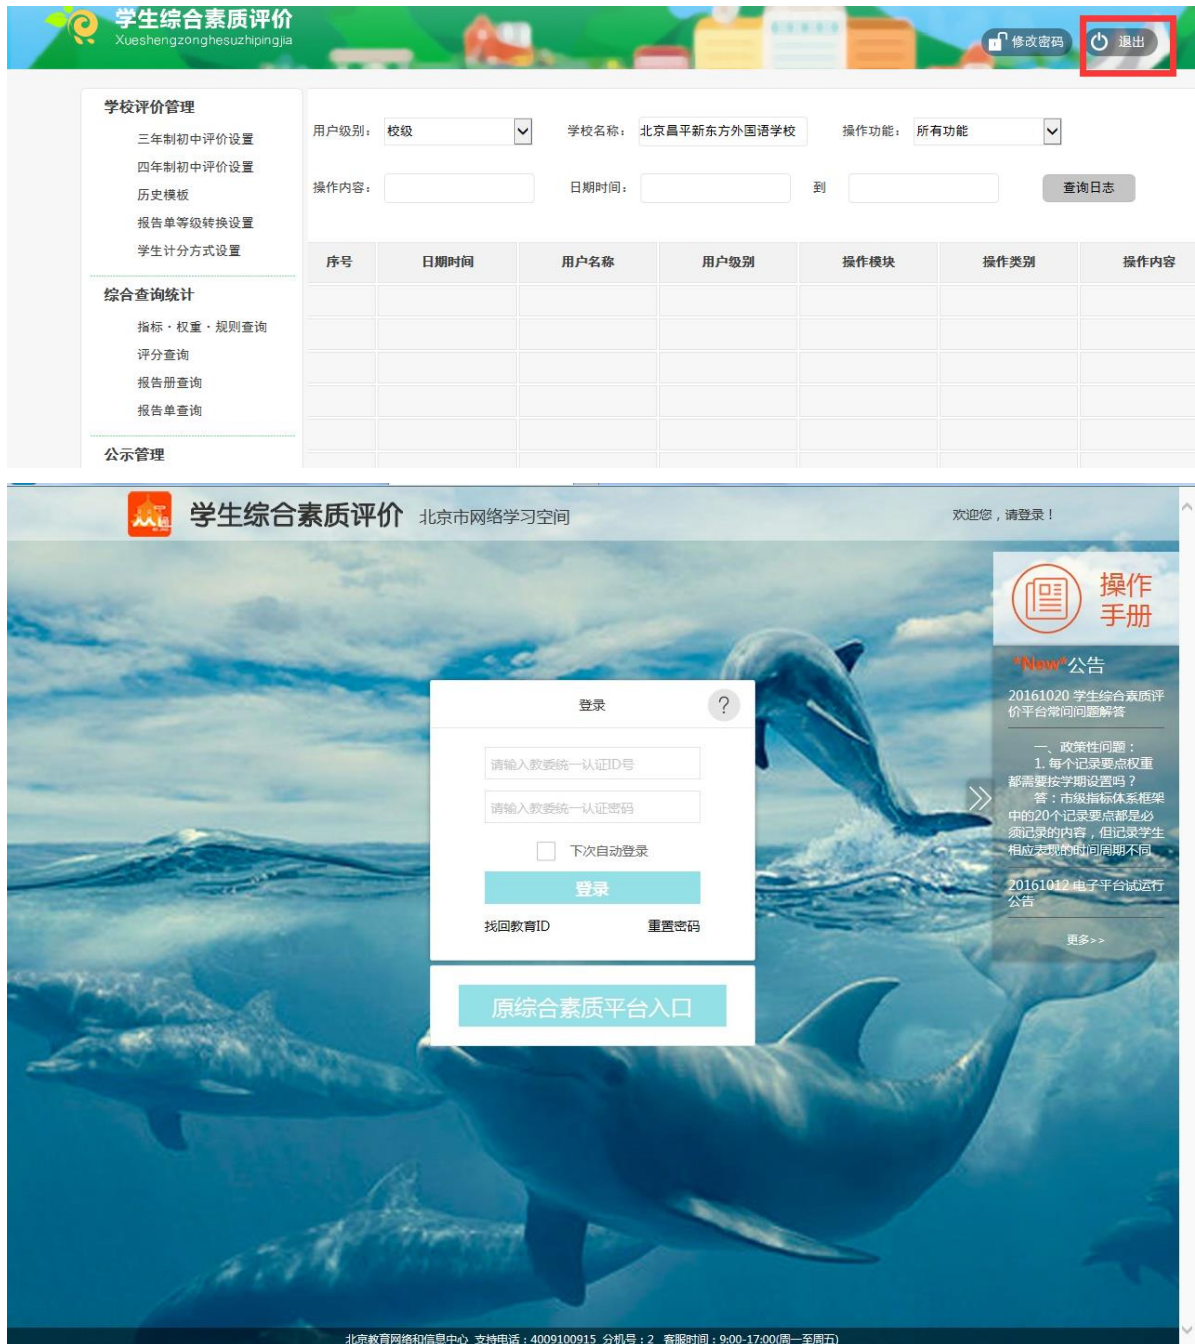 学生综合素质评价
Xueshengzonghesuzhipingjia
修改密码
退出
学校评价管理
三年制初中评价设置
四年制初中评价设置
历史模板
报告单等级转换设置
学生计分方式设置
综合查询统计
指标·权重·规则查询
评分查询
报告册查询
报告单查询
公示管理
用户级别: 校级 学校名称: 北京昌平新东方外国语学校 操作功能: 所有功能
操作内容: 日期时间: 到 查询日志
序号 日期时间 用户名称 用户级别 操作模块 操作类别 操作内容
学生综合素质评价 北京市网络学习空间
欢迎您，请登录！
操作
手册
*New*公告
20161020 学生综合素质评
价平台常问问题解答
一、政策性问题：
1. 每个记录要点权重
都需要按学期设置吗？
答：市级指标体系框架
中的20个记录要点都是必
须记录的内容，但记录学生
相应表现的时间周期不同，
20161012 电子平台试运行
公告
更多>>
登录
?
请输入教委统一认证ID号
请输入教委统一认证密码
下次自动登录
登录
找回教育ID 重置密码
原综合素质平台入口
北京教育网络和信息中心 支持电话：4009100915 分机号：2 客服时间：9:00-17:00(周一至周五)